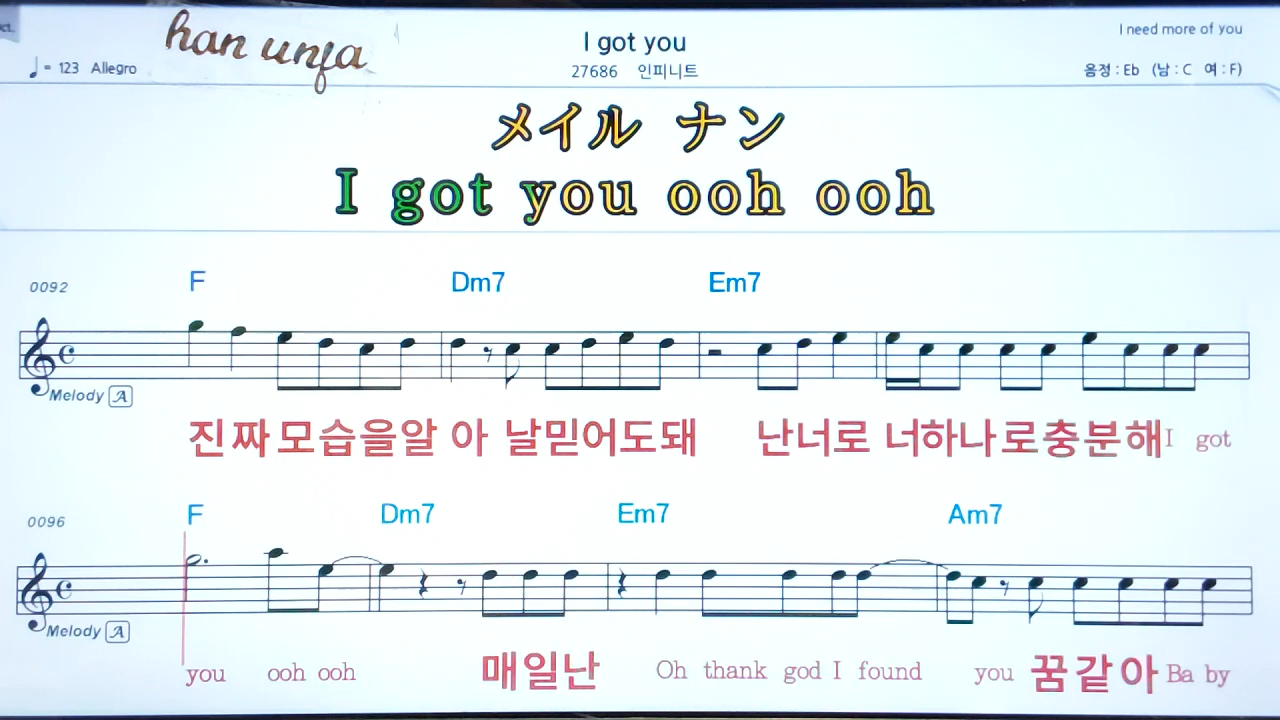 ct.
han unja
I got you
I need more of you
♩= 123 Allegro
27686 인피니트
음정 : Eb (남 : C 여 : F)
メイル ナン
I got you ooh ooh
0092
F Dm7 Em7
Melody A
진짜모습을알 아 날믿어도돼 난너로 너하나로충분해I got
0096
F Dm7 Em7 Am7
Melody A
you ooh ooh 매일난 Oh thank god I found you 꿈같아 Ba by